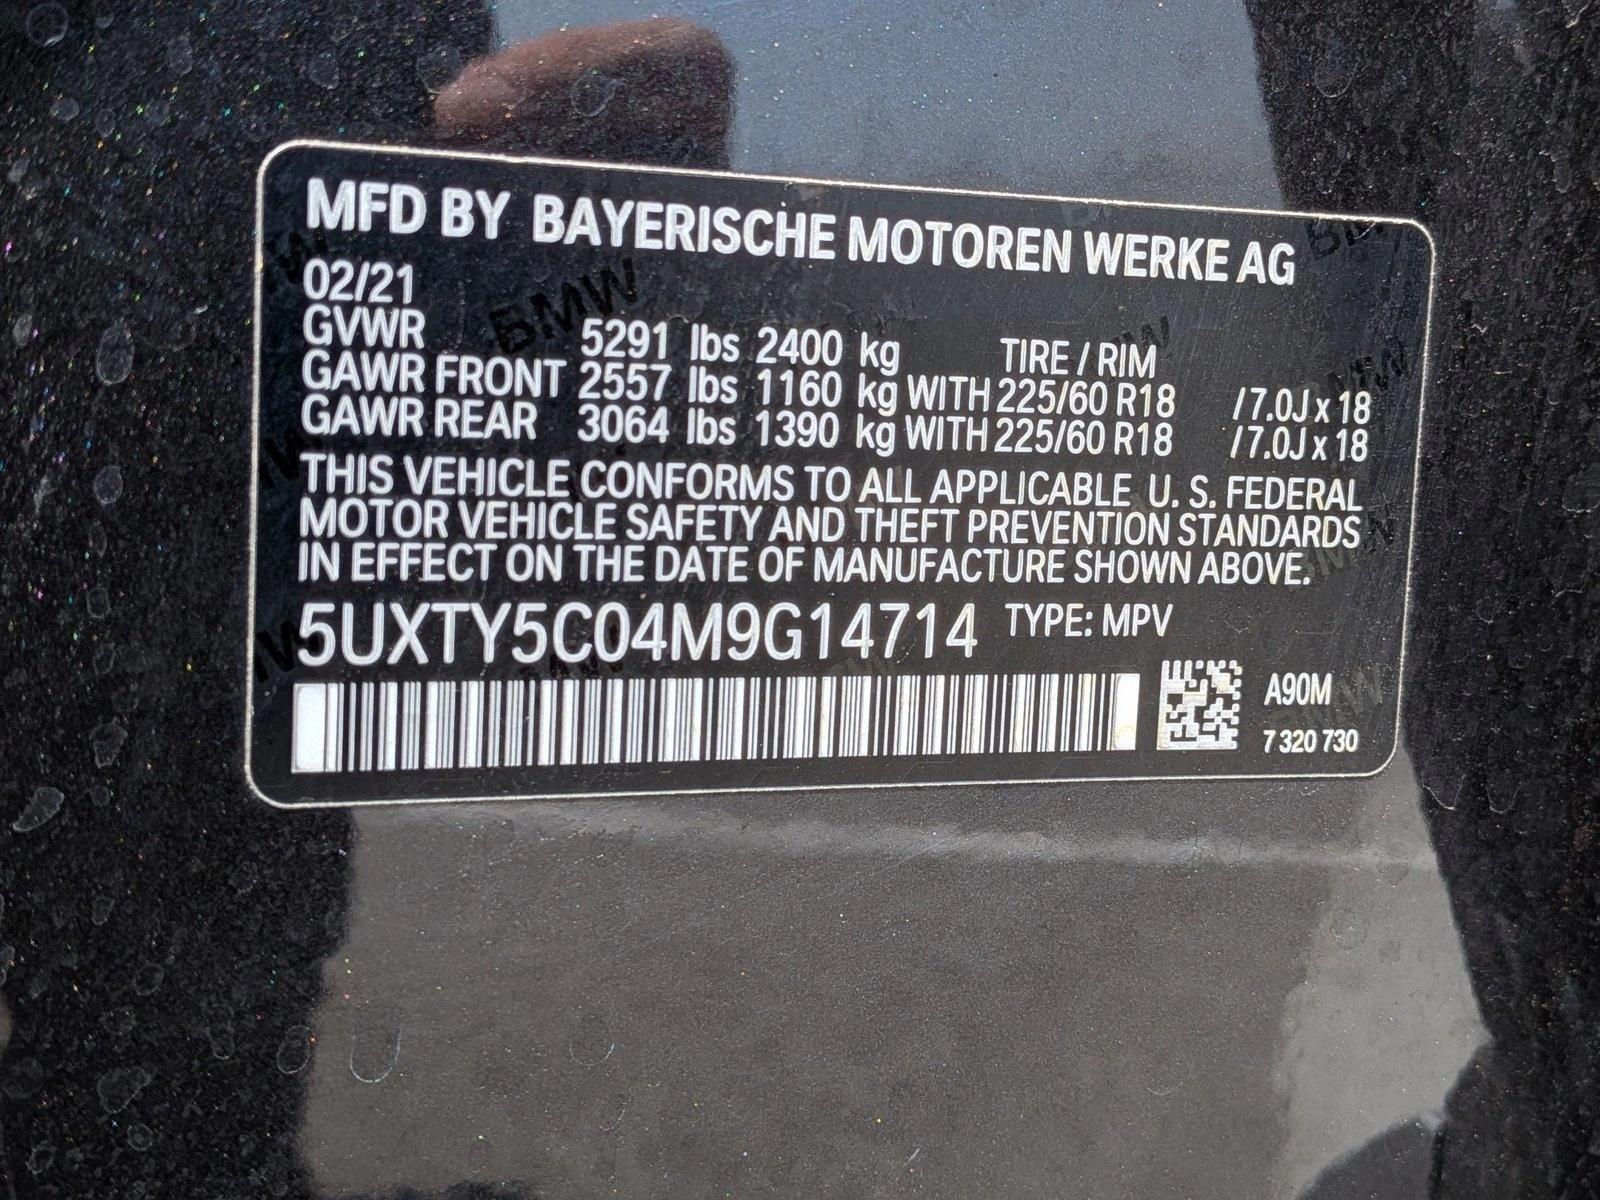 MFD BY BAYERISCHE MOTOREN WERKE AG
02/21
GVWR 5291 lbs 2400 kg TIRE / RIM
GAWR FRONT 2557 lbs 1160 kg WITH 225/60 R18 / 7.0J x 18
GAWR REAR 3064 lbs 1390 kg WITH 225/60 R18 / 7.0J x 18
THIS VEHICLE CONFORMS TO ALL APPLICABLE U. S. FEDERAL
MOTOR VEHICLE SAFETY AND THEFT PREVENTION STANDARDS
IN EFFECT ON THE DATE OF MANUFACTURE SHOWN ABOVE.
5UXTY5C04M9G14714 TYPE: MPV
A90M
7 320 730
BMW